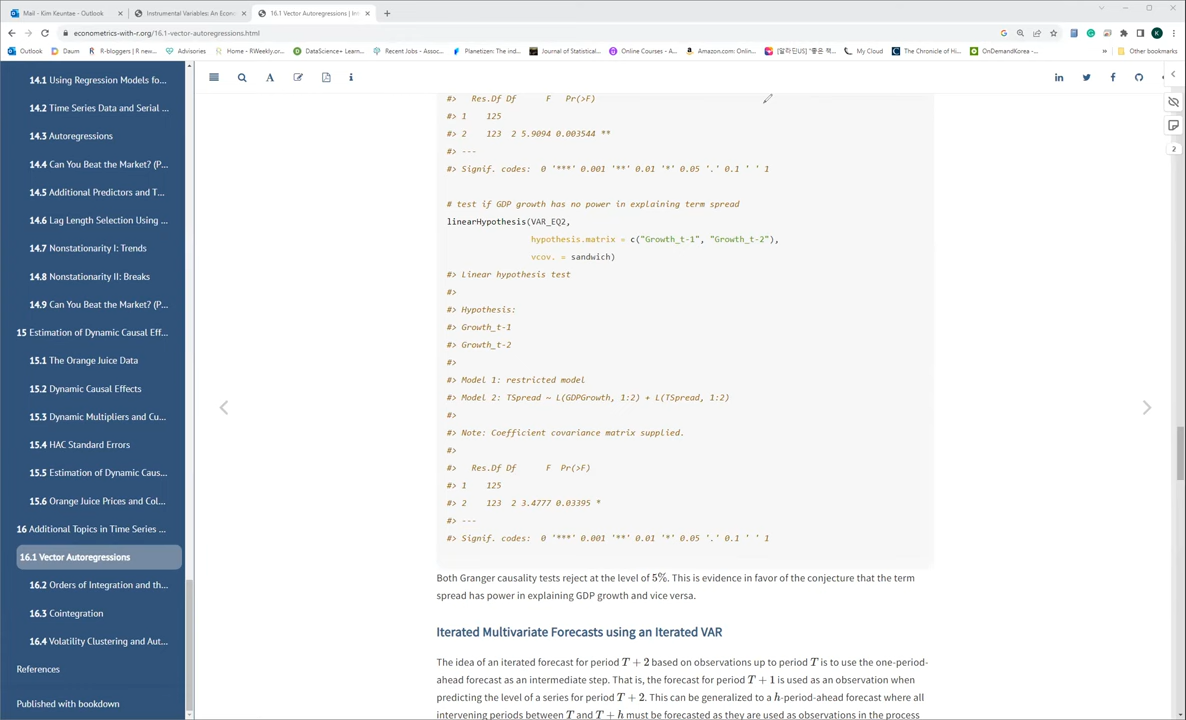 Mail - Kim Keuntae - Outlook
Instrumental Variables: An Econo
16.1 Vector Autoregressions | Int
econometrics-with-r.org/16.1-vector-autoregressions.html
Outlook
Daum
R-bloggers | R new...
Advisories
Home - RWeekly.or...
DataScience+ Learn...
Recent Jobs - Assoc...
Planetizen: The ind...
Journal of Statistical...
Online Courses - A...
Amazon.com: Onlin...
[알라딘US] "좋은 책...
My Cloud
The Chronicle of Hi...
OnDemandKorea -...
Other bookmarks
14.1 Using Regression Models fo...
14.2 Time Series Data and Serial ...
14.3 Autoregressions
14.4 Can You Beat the Market? (P...
14.5 Additional Predictors and T...
14.6 Lag Length Selection Using ...
14.7 Nonstationarity I: Trends
14.8 Nonstationarity II: Breaks
14.9 Can You Beat the Market? (P...
15 Estimation of Dynamic Causal Eff...
15.1 The Orange Juice Data
15.2 Dynamic Causal Effects
15.3 Dynamic Multipliers and Cu...
15.4 HAC Standard Errors
15.5 Estimation of Dynamic Caus...
15.6 Orange Juice Prices and Col...
16 Additional Topics in Time Series ...
16.1 Vector Autoregressions
16.2 Orders of Integration and th...
16.3 Cointegration
16.4 Volatility Clustering and Aut...
References
Published with bookdown
#>   Res.Df Df      F   Pr(>F)
#> 1    125
#> 2    123  2 5.9094 0.003544 **
#> ---
#> Signif. codes:  0 '***' 0.001 '**' 0.01 '*' 0.05 '.' 0.1 ' ' 1
# test if GDP growth has no power in explaining term spread
linearHypothesis(VAR_EQ2,
hypothesis.matrix = c("Growth_t-1", "Growth_t-2"),
vcov. = sandwich)
#> Linear hypothesis test
#>
#> Hypothesis:
#> Growth_t-1
#> Growth_t-2
#>
#> Model 1: restricted model
#> Model 2: TSpread ~ L(GDPGrowth, 1:2) + L(TSpread, 1:2)
#>
#> Note: Coefficient covariance matrix supplied.
#>
#>   Res.Df Df      F  Pr(>F)
#> 1    125
#> 2    123  2 3.4777 0.03395 *
#> ---
#> Signif. codes:  0 '***' 0.001 '**' 0.01 '*' 0.05 '.' 0.1 ' ' 1
Both Granger causality tests reject at the level of 5%. This is evidence in favor of the conjecture that the term
spread has power in explaining GDP growth and vice versa.
Iterated Multivariate Forecasts using an Iterated VAR
The idea of an iterated forecast for period T + 2 based on observations up to period T is to use the one-period-
ahead forecast as an intermediate step. That is, the forecast for period T + 1 is used as an observation when
predicting the level of a series for period T + 2. This can be generalized to a h-period-ahead forecast where all
intervening periods between T and T + h must be forecasted as they are used as observations in the process
2